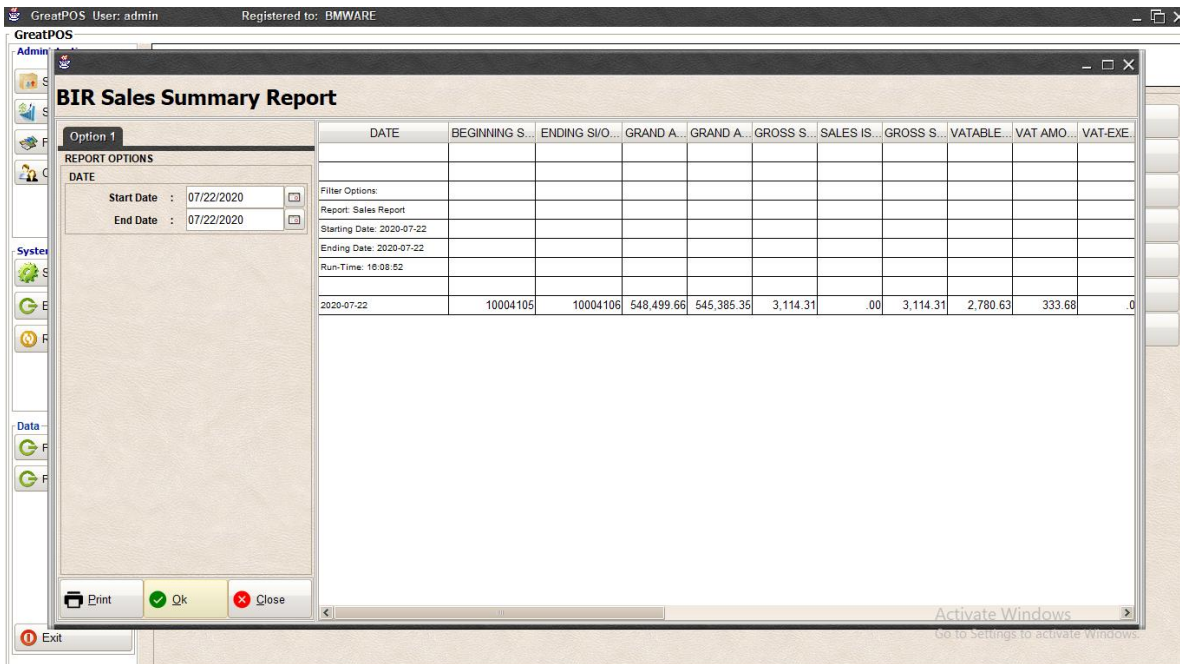 GreatPOS User: admin Registered to: BMWARE
GreatPOS
BIR Sales Summary Report
Option 1
REPORT OPTIONS
DATE
Start Date : 07/22/2020
End Date : 07/22/2020
DATE BEGINNING S... ENDING SI/O... GRAND A... GRAND A... GROSS S... SALES IS... GROSS S... VATABLE... VAT AMO... VAT-EXE...
Filter Options:
Report: Sales Report
Starting Date: 2020-07-22
Ending Date: 2020-07-22
Run-Time: 16:08:52
2020-07-22 10004105 10004106 548,499.66 545,385.35 3,114.31 .00 3,114.31 2,780.63 333.68 .0
System
Data
Print Ok Close
Exit
Activate Windows
Go to Settings to activate Windows.